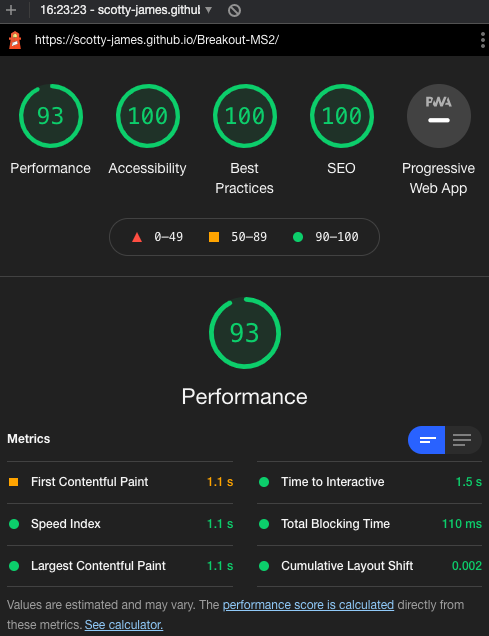 16:23:23 - scotty-james.githul
https://scotty-james.github.io/Breakout-MS2/
93 100 100 100 PWA
Performance Accessibility Best Practices SEO Progressive Web App
0–49 50–89 90–100
93
Performance
Metrics
First Contentful Paint 1.1 s
Time to Interactive 1.5 s
Speed Index 1.1 s
Total Blocking Time 110 ms
Largest Contentful Paint 1.1 s
Cumulative Layout Shift 0.002
Values are estimated and may vary. The performance score is calculated directly from
these metrics. See calculator.